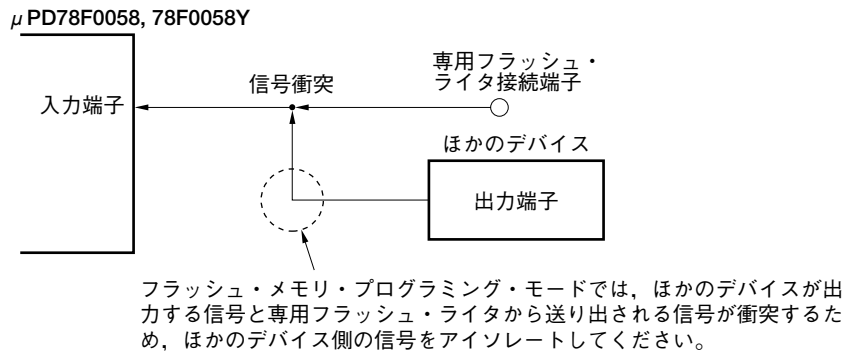 μPD78F0058, 78F0058Y
専用フラッシュ・
ライタ接続端子
信号衝突
入力端子
ほかのデバイス
出力端子
フラッシュ・メモリ・プログラミング・モードでは，ほかのデバイスが出
力する信号と専用フラッシュ・ライタから送り出される信号が衝突するた
め，ほかのデバイス側の信号をアイソレートしてください。